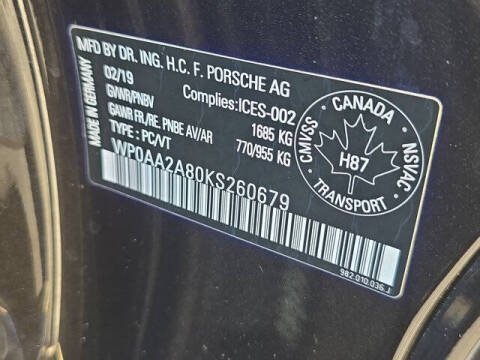 MFD BY DR. ING. H.C. F. PORSCHE AG
02/19 Complies:ICES-002
GVWR/PNBV 1685 KG
GAWR FR/RE. PNBE AV/AR 770/955 KG
TYPE : PC/VT
WP0AA2A80KS260679
MADE IN GERMANY
CANADA
CMVSS
NSVAC
H87
TRANSPORT
982.010.036.J